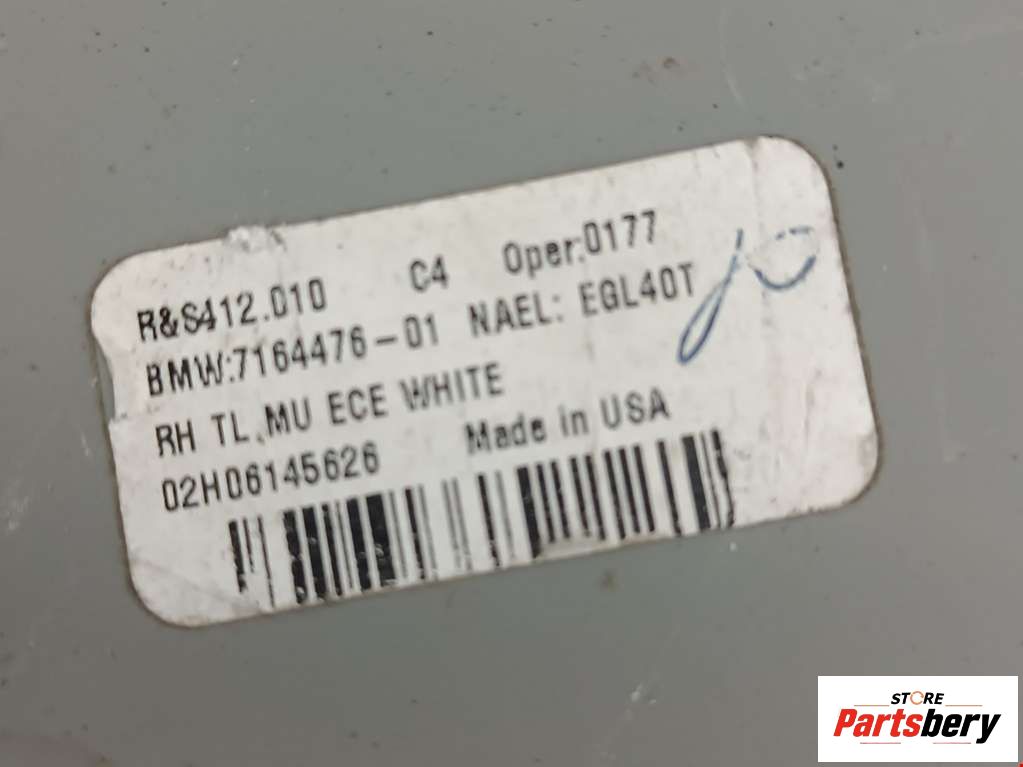 R&S412.010 C4 Oper:0177
BMW:7164476-01 NAEL: EGL40T
RH TL,MU ECE WHITE
02H06145626 Made in USA
STORE
Partsbery